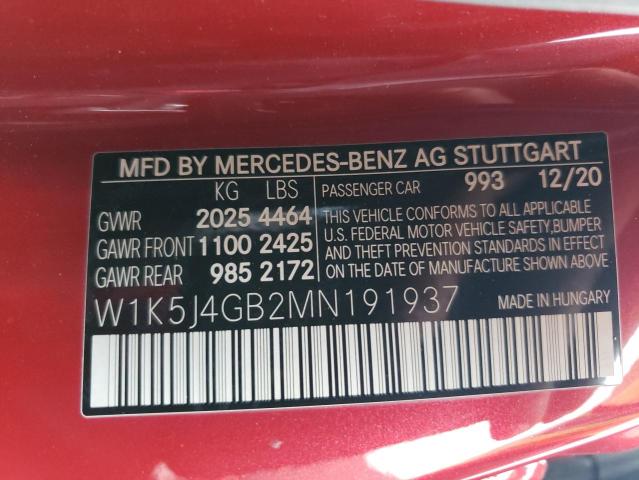 MFD BY MERCEDES-BENZ AG STUTTGART
KG LBS
PASSENGER CAR 993 12/20
GVWR 2025 4464
GAWR FRONT 1100 2425
GAWR REAR 985 2172
THIS VEHICLE CONFORMS TO ALL APPLICABLE
U.S. FEDERAL MOTOR VEHICLE SAFETY,BUMPER
AND THEFT PREVENTION STANDARDS IN EFFECT
ON THE DATE OF MANUFACTURE SHOWN ABOVE.
W1K5J4GB2MN191937
MADE IN HUNGARY